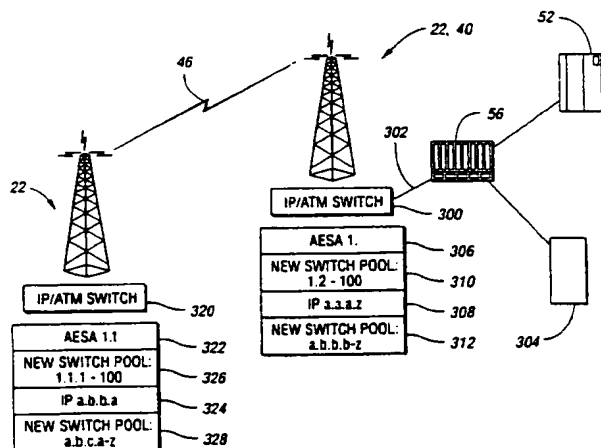 46
22, 40
52
56
302
22
IP/ATM SWITCH
300
AESA 1.
306
NEW SWITCH POOL:
1.2 - 100
310
IP a.a.a.z
308
NEW SWITCH POOL:
a.b.b.b-z
312
304
IP/ATM SWITCH
320
AESA 1.1
322
NEW SWITCH POOL:
1.1.1 - 100
326
IP a.b.b.a
324
NEW SWITCH POOL:
a.b.c.a-z
328